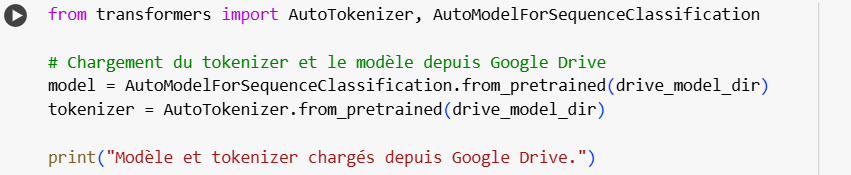 from transformers import AutoTokenizer, AutoModelForSequenceClassification
# Chargement du tokenizer et le modèle depuis Google Drive
model = AutoModelForSequenceClassification.from_pretrained(drive_model_dir)
tokenizer = AutoTokenizer.from_pretrained(drive_model_dir)
print("Modèle et tokenizer chargés depuis Google Drive.")